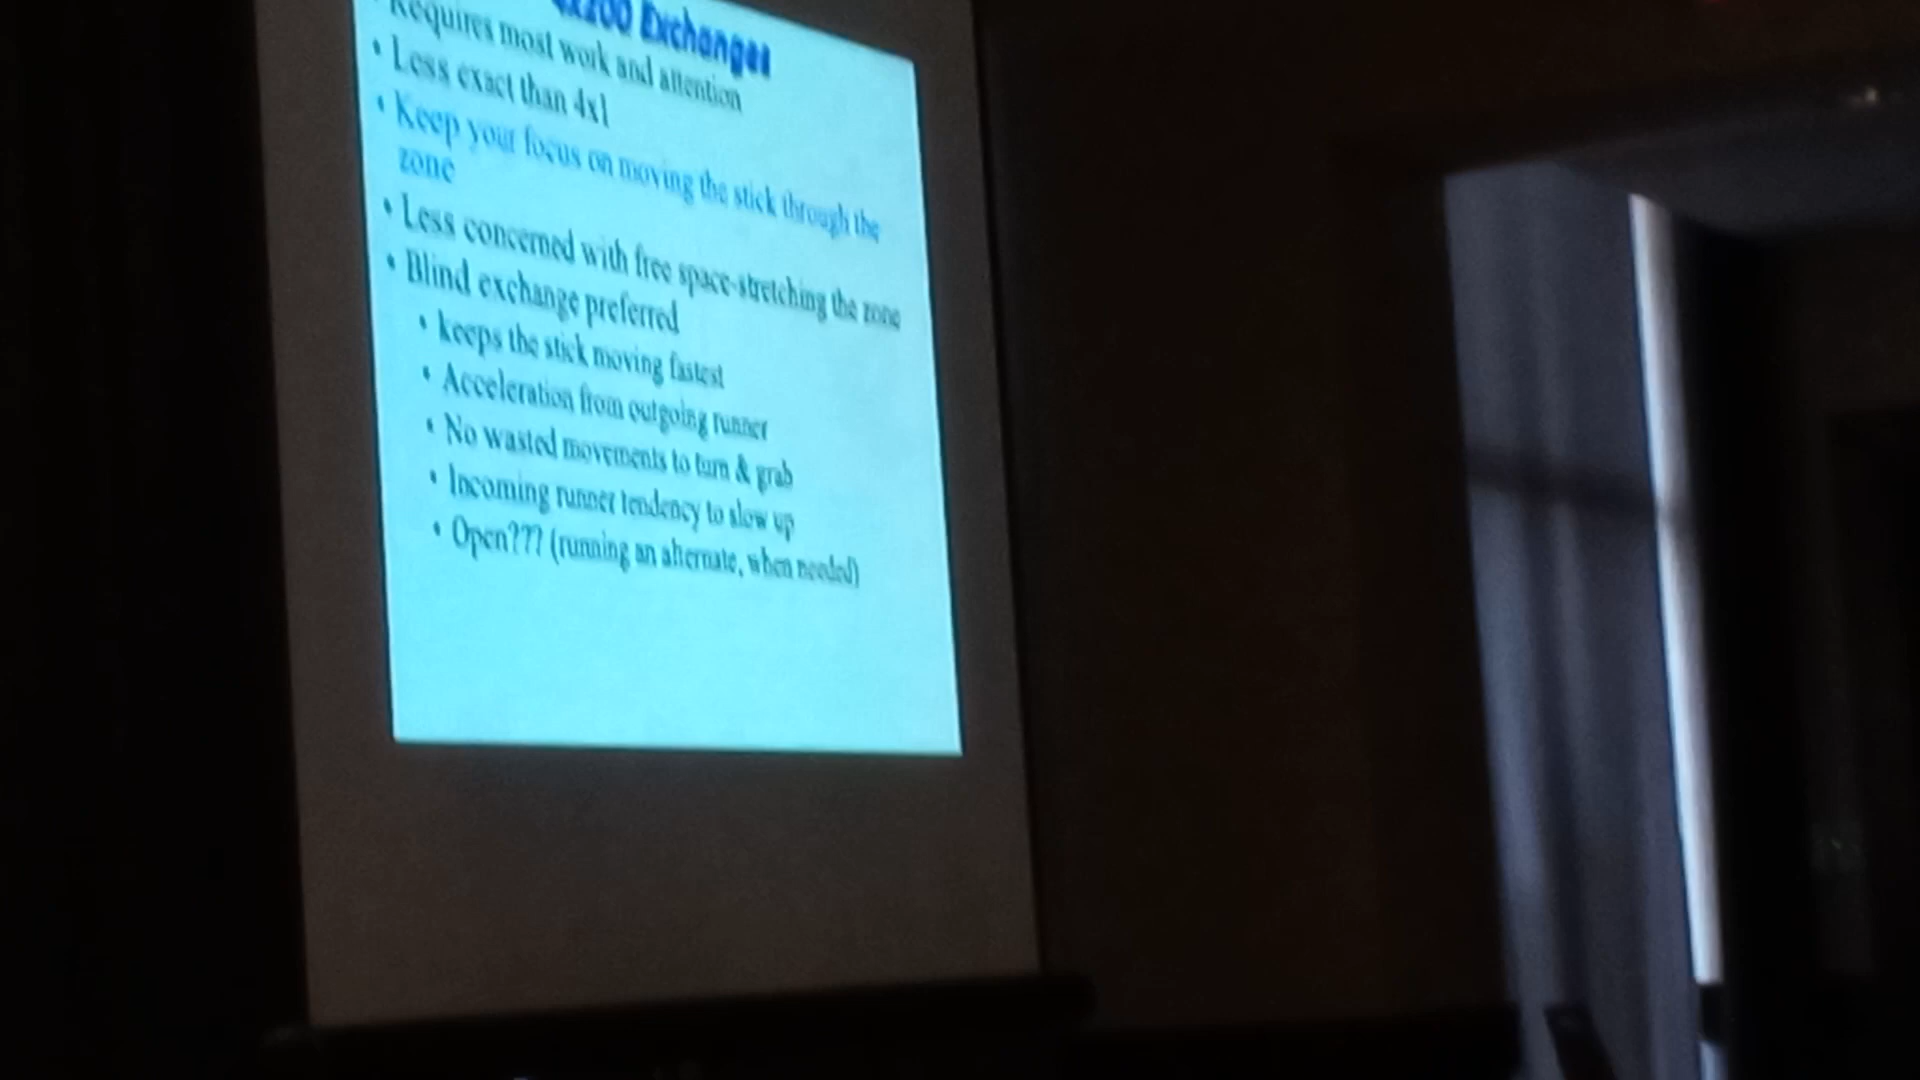 4x200 Exchanges
• Requires most work and attention
• Less exact than 4x1
• Keep your focus on moving the stick through the
zone
• Less concerned with free space-stretching the zone
• Blind exchange preferred
• keeps the stick moving fastest
• Acceleration from outgoing runner
• No wasted movements to turn & grab
• Incoming runner tendency to slow up
• Open??? (running an alternate, when needed)